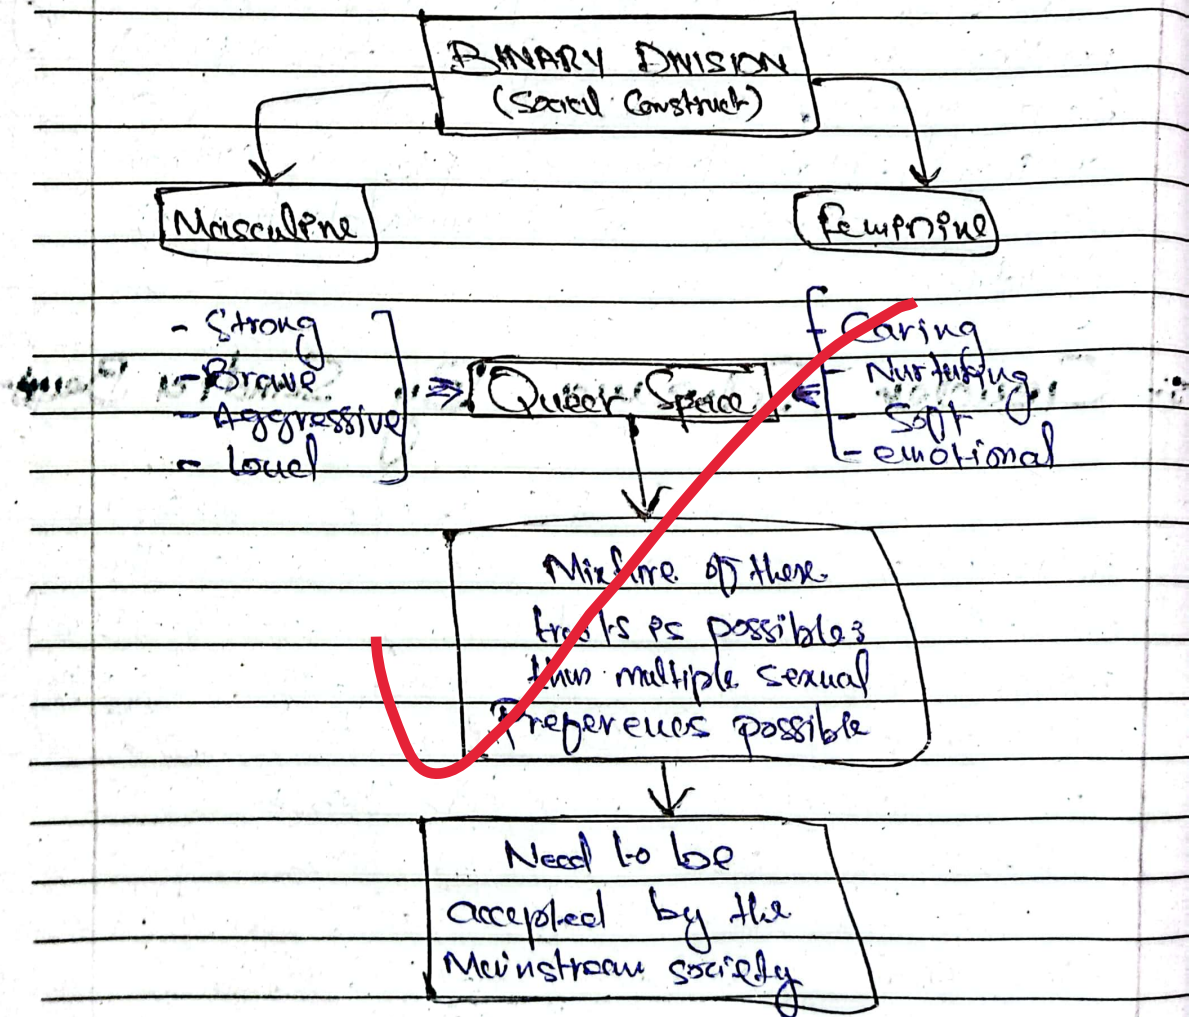 BINARY DIVISION
(Social Construct)
Masculine
Feminine
- Strong
- Brave
- Aggressive
- Loud
Queer Space
- Caring
- Nurturing
- Soft
- emotional
Mixture of these
traits is possible;
thus multiple sexual
Preferences possible
Need to be
accepted by the
Mainstream society